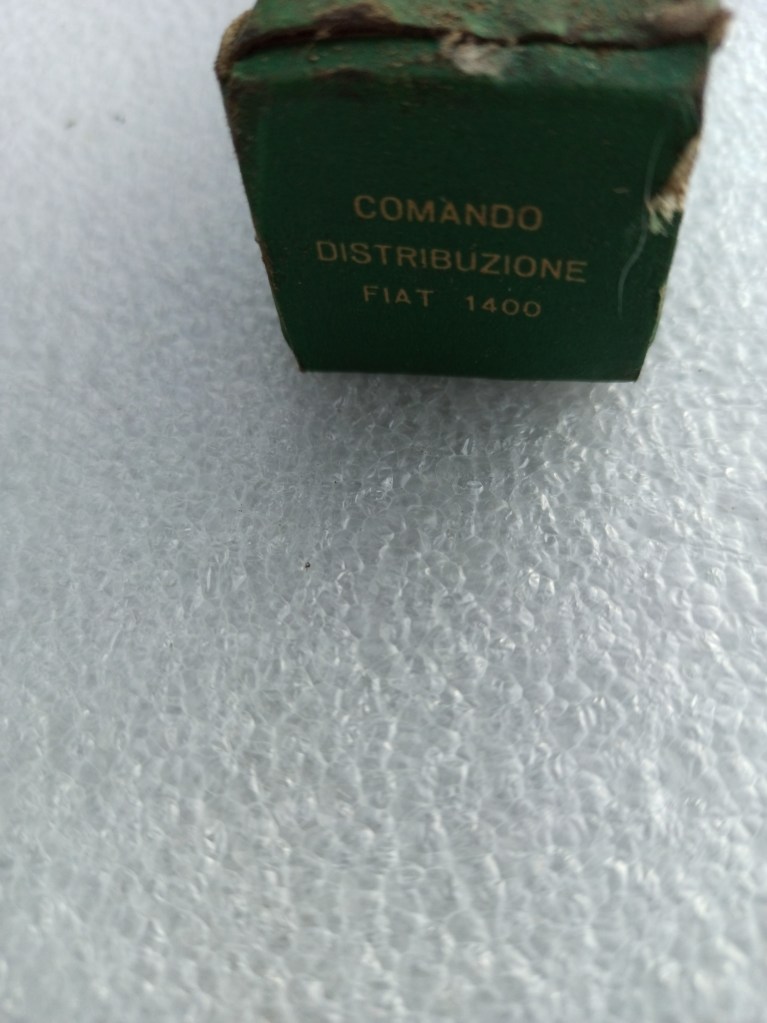 COMANDO
DISTRIBUZIONE
FIAT 1400